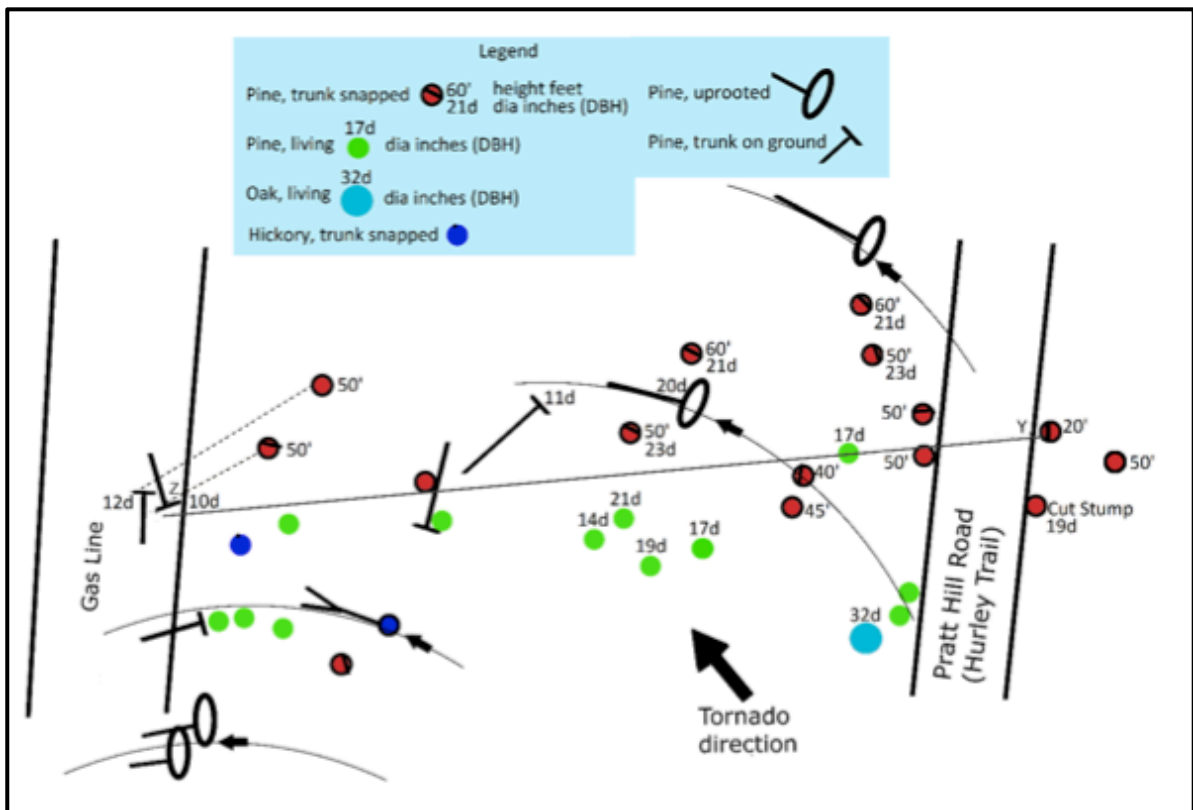 Legend
Pine, trunk snapped 60' height feet
21d dia inches (DBH)
Pine, living 17d dia inches (DBH)
Oak, living 32d dia inches (DBH)
Hickory, trunk snapped
Pine, uprooted
Pine, trunk on ground
60'
21d
50'
23d
60'
21d
20d
11d
50'
50'
50'
23d
50'
17d
50'
Y
20'
50'
40'
45'
Cut Stump
19d
12d
Z
10d
21d
14d
19d
17d
32d
Gas Line
Pratt Hill Road
(Hurley Trail)
Tornado
direction